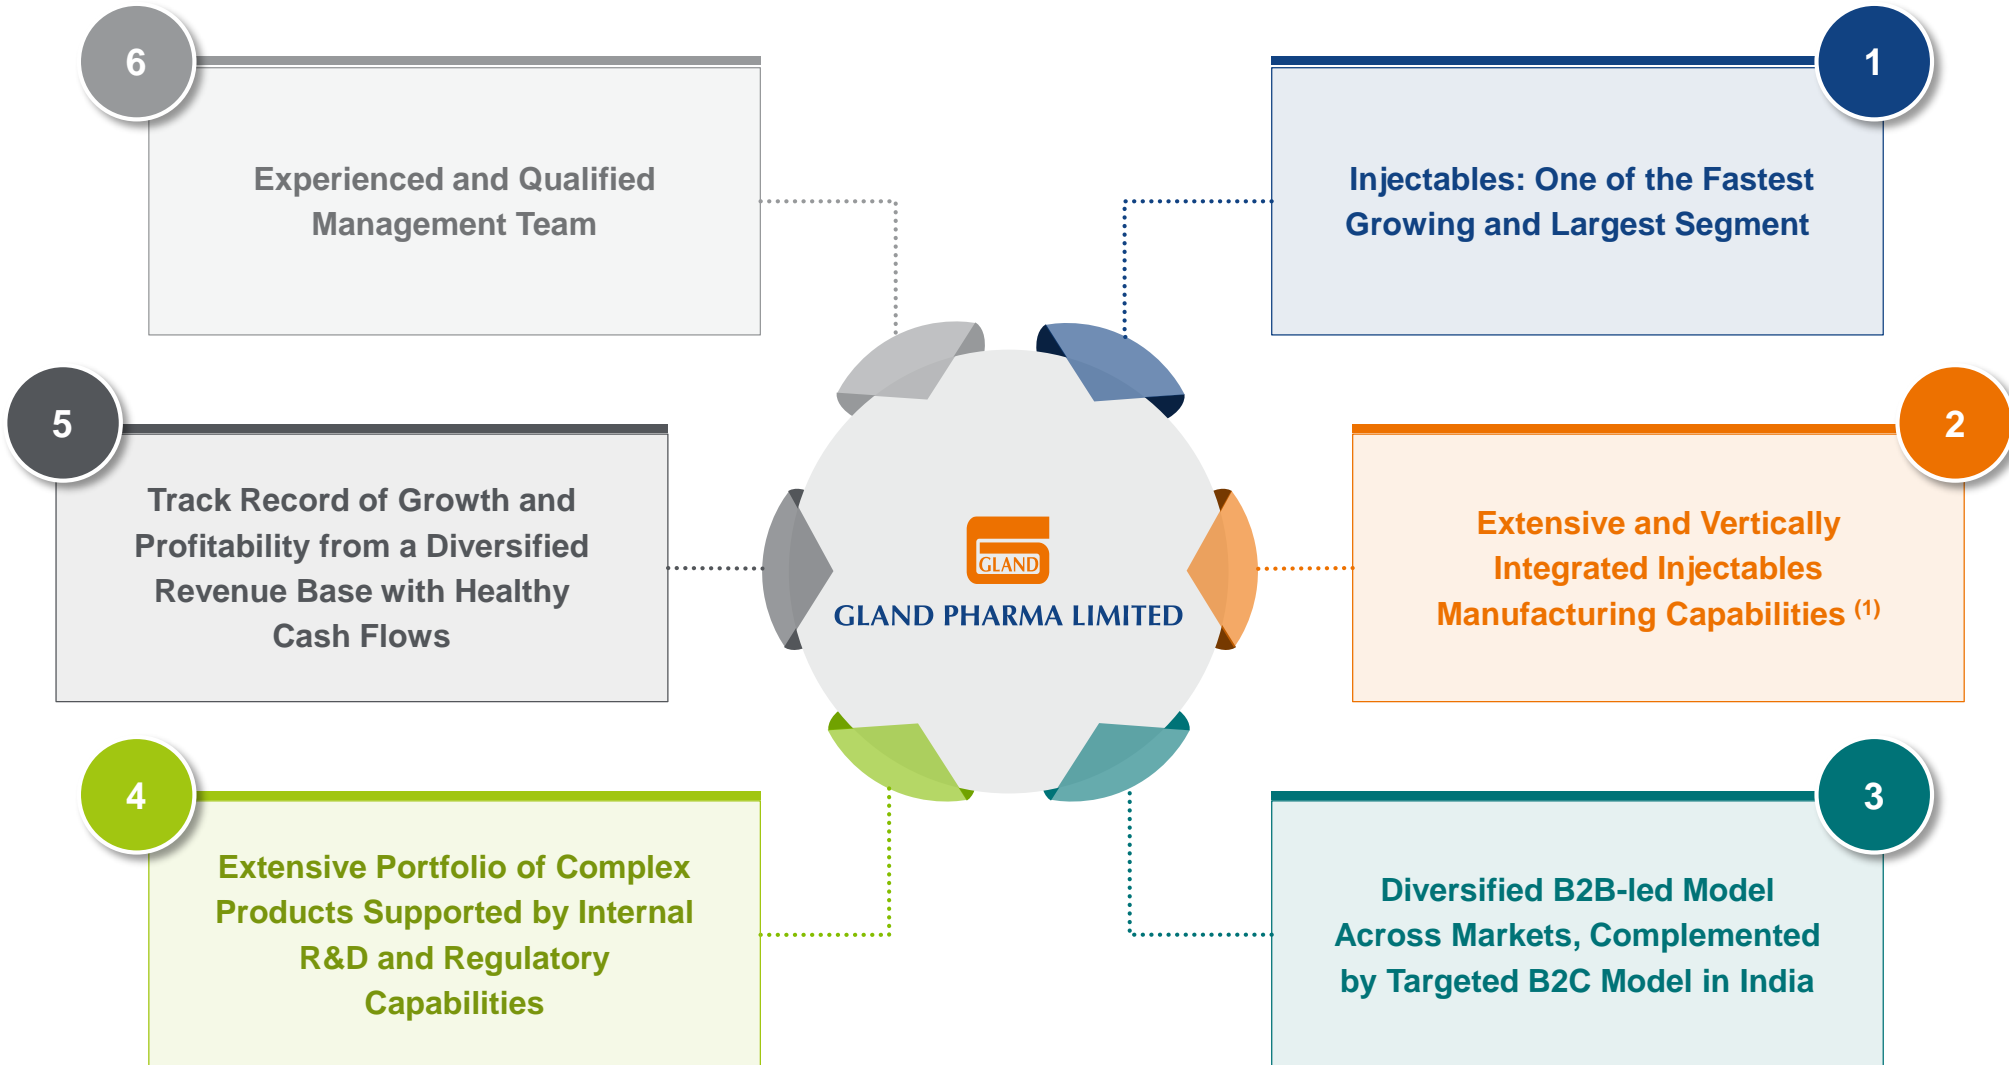 1
Injectables: One of the Fastest
Growing and Largest Segment
2
Extensive and Vertically
Integrated Injectables
Manufacturing Capabilities (1)
3
Diversified B2B-led Model
Across Markets, Complemented
by Targeted B2C Model in India
4
Extensive Portfolio of Complex
Products Supported by Internal
R&D and Regulatory
Capabilities
5
Track Record of Growth and
Profitability from a Diversified
Revenue Base with Healthy
Cash Flows
6
Experienced and Qualified
Management Team
GLAND
GLAND PHARMA LIMITED